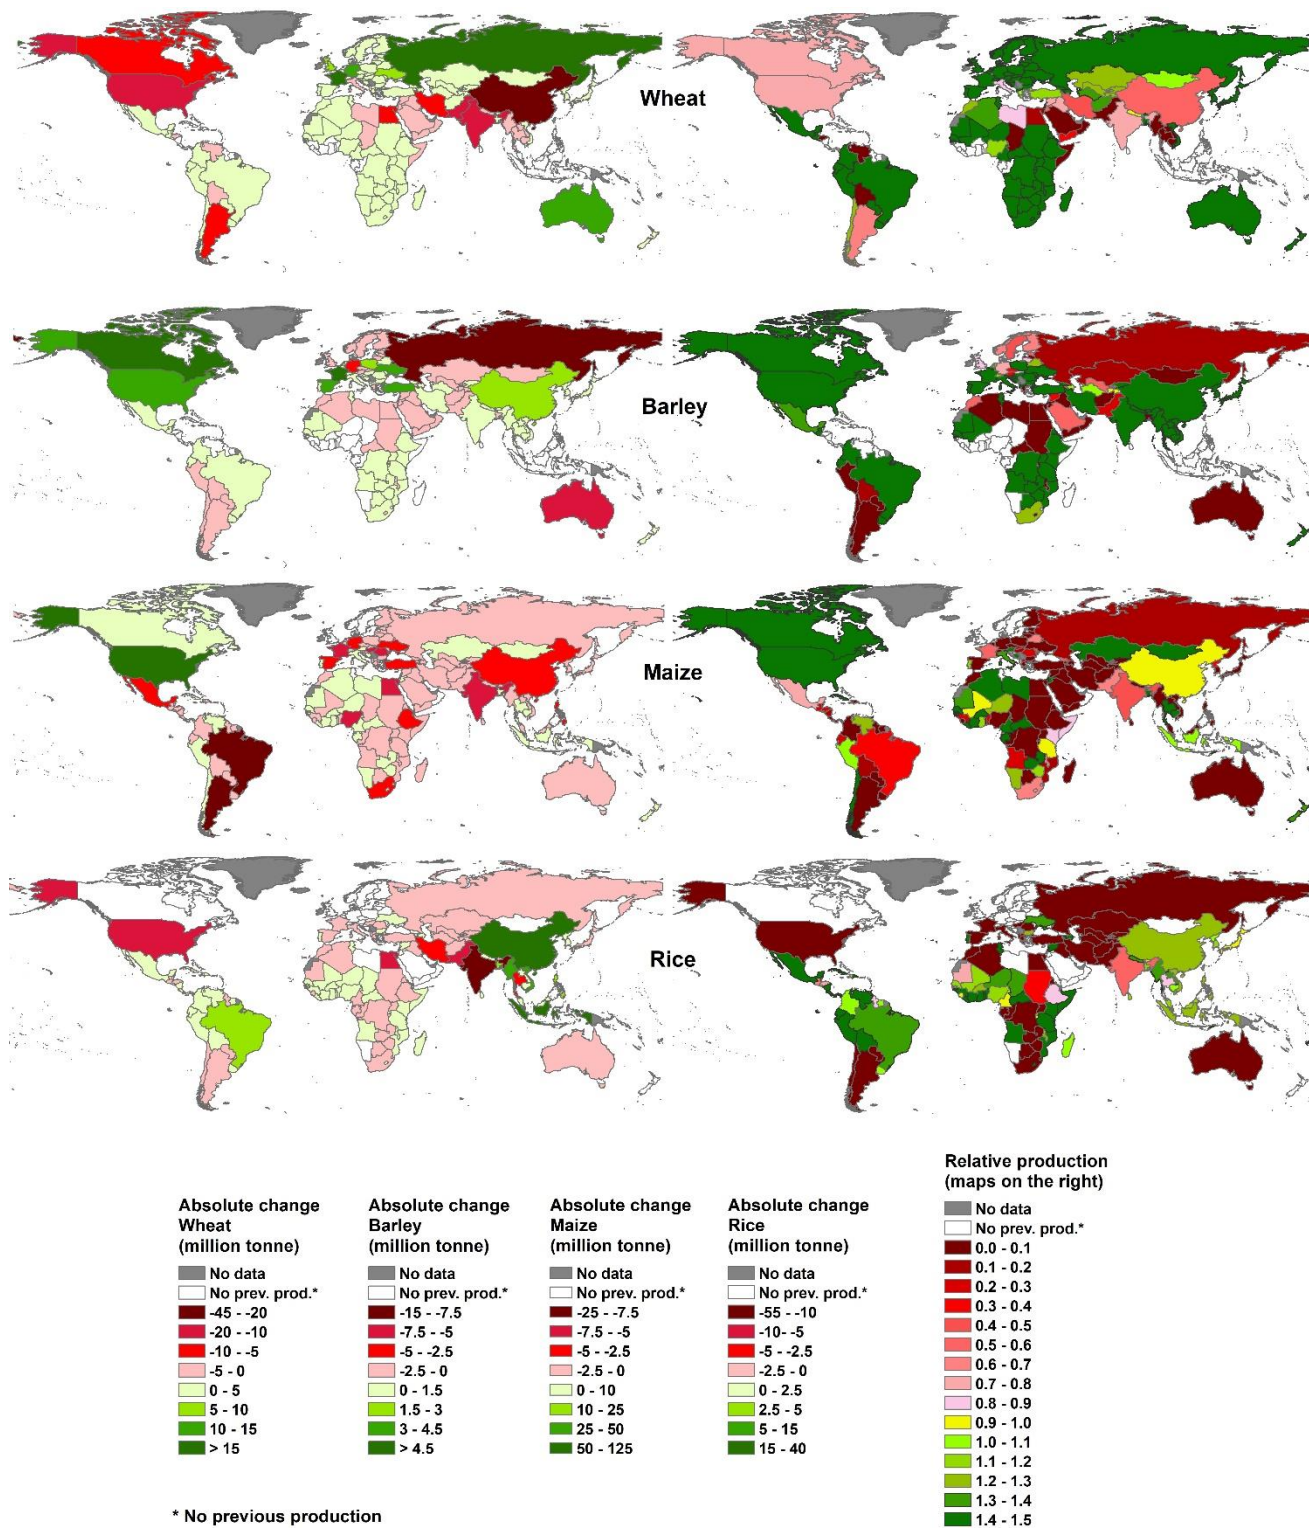 Wheat
Barley
Maize
Rice
Absolute change
Wheat
(million tonne)
No data
No prev. prod.*
-45 - -20
-20 - -10
-10 - -5
-5 - 0
0 - 5
5 - 10
10 - 15
> 15
Absolute change
Barley
(million tonne)
No data
No prev. prod.*
-15 - -7.5
-7.5 - -5
-5 - -2.5
-2.5 - 0
0 - 1.5
1.5 - 3
3 - 4.5
> 4.5
Absolute change
Maize
(million tonne)
No data
No prev. prod.*
-25 - -7.5
-7.5 - -5
-5 - -2.5
-2.5 - 0
0 - 10
10 - 25
25 - 50
50 - 125
Absolute change
Rice
(million tonne)
No data
No prev. prod.*
-55 - -10
-10- -5
-5 - -2.5
-2.5 - 0
0 - 2.5
2.5 - 5
5 - 15
15 - 40
Relative production
(maps on the right)
No data
No prev. prod.*
0.0 - 0.1
0.1 - 0.2
0.2 - 0.3
0.3 - 0.4
0.4 - 0.5
0.5 - 0.6
0.6 - 0.7
0.7 - 0.8
0.8 - 0.9
0.9 - 1.0
1.0 - 1.1
1.1 - 1.2
1.2 - 1.3
1.3 - 1.4
1.4 - 1.5
* No previous production